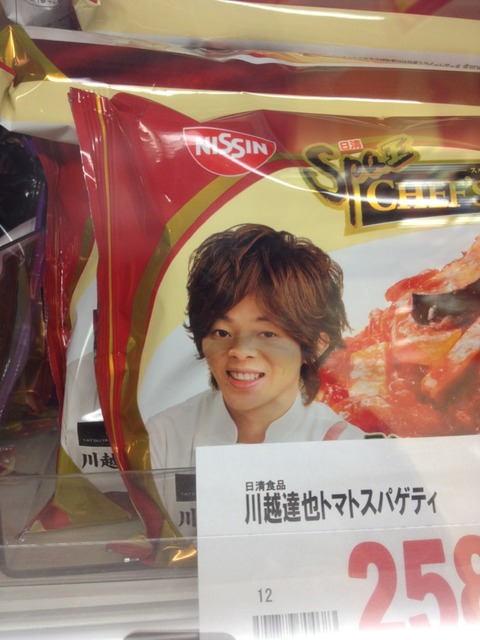 NISSIN
日清
Spa王
CHEF'S
TATSUYA
川越
川
日清食品
川越達也トマトスパゲティ
12
258